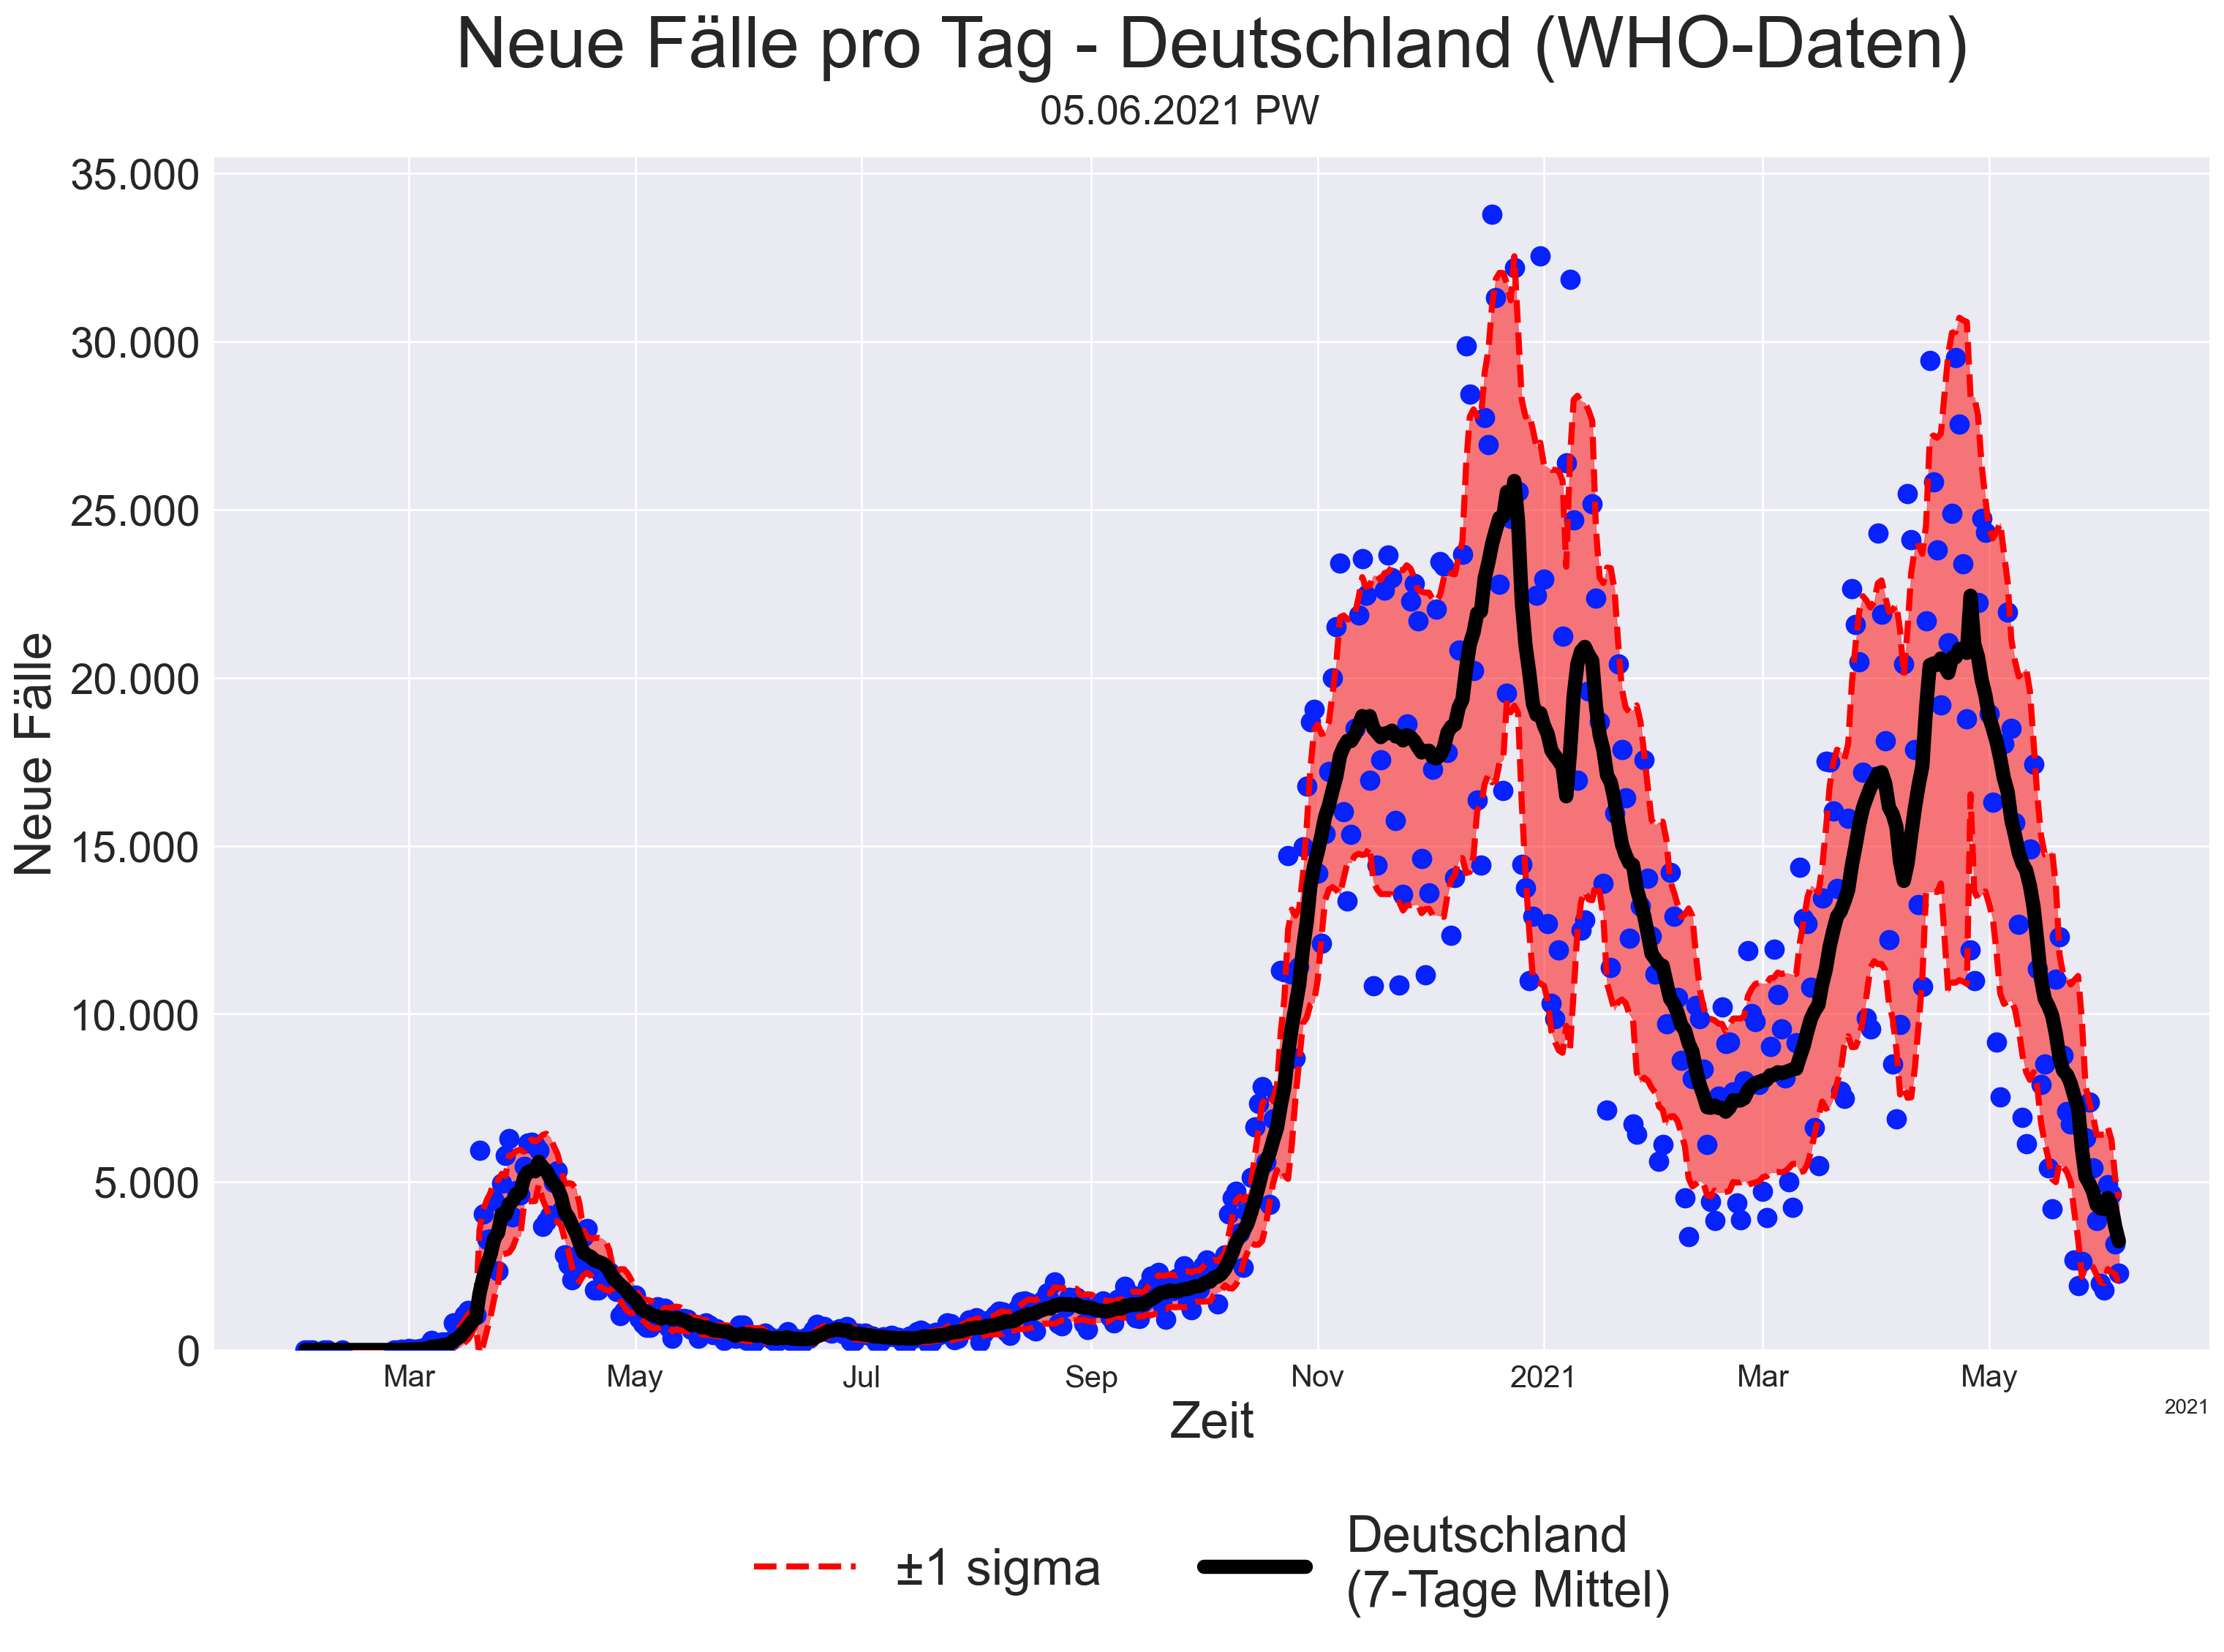 Neue Fälle pro Tag - Deutschland (WHO-Daten)
05.06.2021 PW
35.000
30.000
25.000
20.000
15.000
10.000
5.000
0
Neue Fälle
Mar May Jul Sep Nov 2021 Mar May
2021
Zeit
±1 sigma
Deutschland
(7-Tage Mittel)